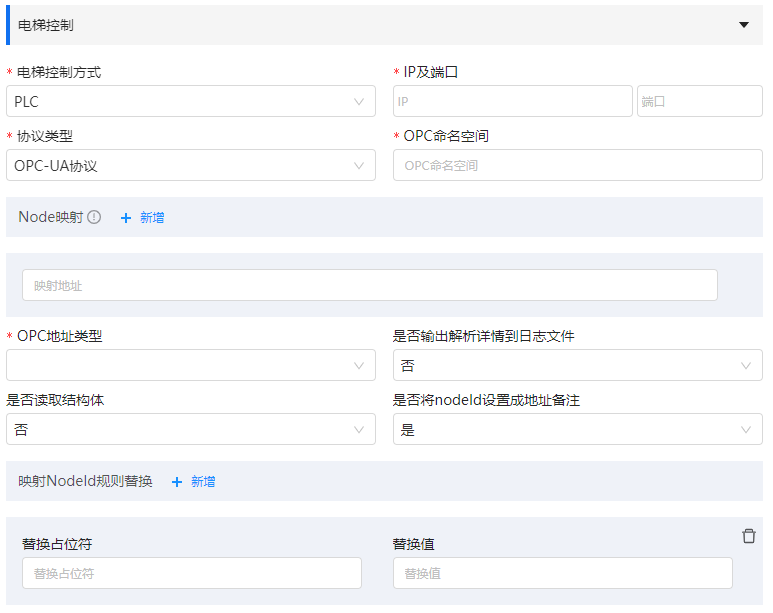 电梯控制
* 电梯控制方式
* IP及端口
PLC
IP
端口
* 协议类型
* OPC命名空间
OPC-UA协议
OPC命名空间
Node映射
+ 新增
映射地址
* OPC地址类型
是否输出解析详情到日志文件
否
是否读取结构体
是否将nodeId设置成地址备注
否
是
映射NodeId规则替换
+ 新增
替换占位符
替换值
替换占位符
替换值